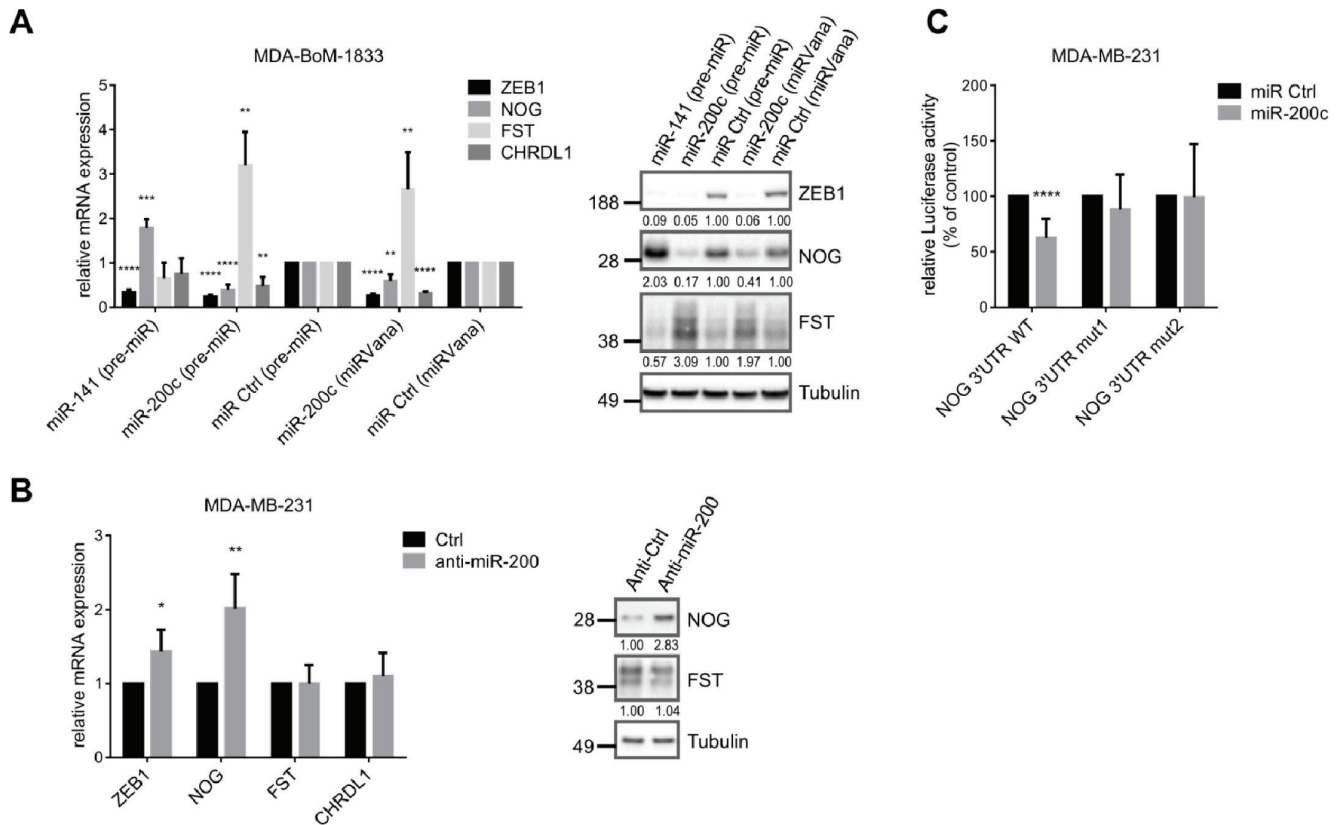 A
MDA-BoM-1833
relative mRNA expression
5
4
3
2
1
0
ZEB1
NOG
FST
CHRDL1
****
***
****
****
**
**
****
**
**
****
miR-141 (pre-miR)
miR-200c (pre-miR)
miR Ctrl (pre-miR)
miR-200c (miRVana)
miR Ctrl (miRVana)
miR-141 (pre-miR)
miR-200c (pre-miR)
miR Ctrl (pre-miR)
miR-200c (miRVana)
miR Ctrl (miRVana)
188 ZEB1
0.09 0.05 1.00 0.06 1.00
28 NOG
2.03 0.17 1.00 0.41 1.00
38 FST
0.57 3.09 1.00 1.97 1.00
49 Tubulin
C
MDA-MB-231
relative Luciferase activity
(% of control)
200
150
100
50
0
miR Ctrl
miR-200c
****
NOG 3'UTR WT
NOG 3'UTR mut1
NOG 3'UTR mut2
B
MDA-MB-231
relative mRNA expression
3
2
1
0
Ctrl
anti-miR-200
*
**
ZEB1
NOG
FST
CHRDL1
Anti-Ctrl
Anti-miR-200
28 NOG
1.00 2.83
38 FST
1.00 1.04
49 Tubulin